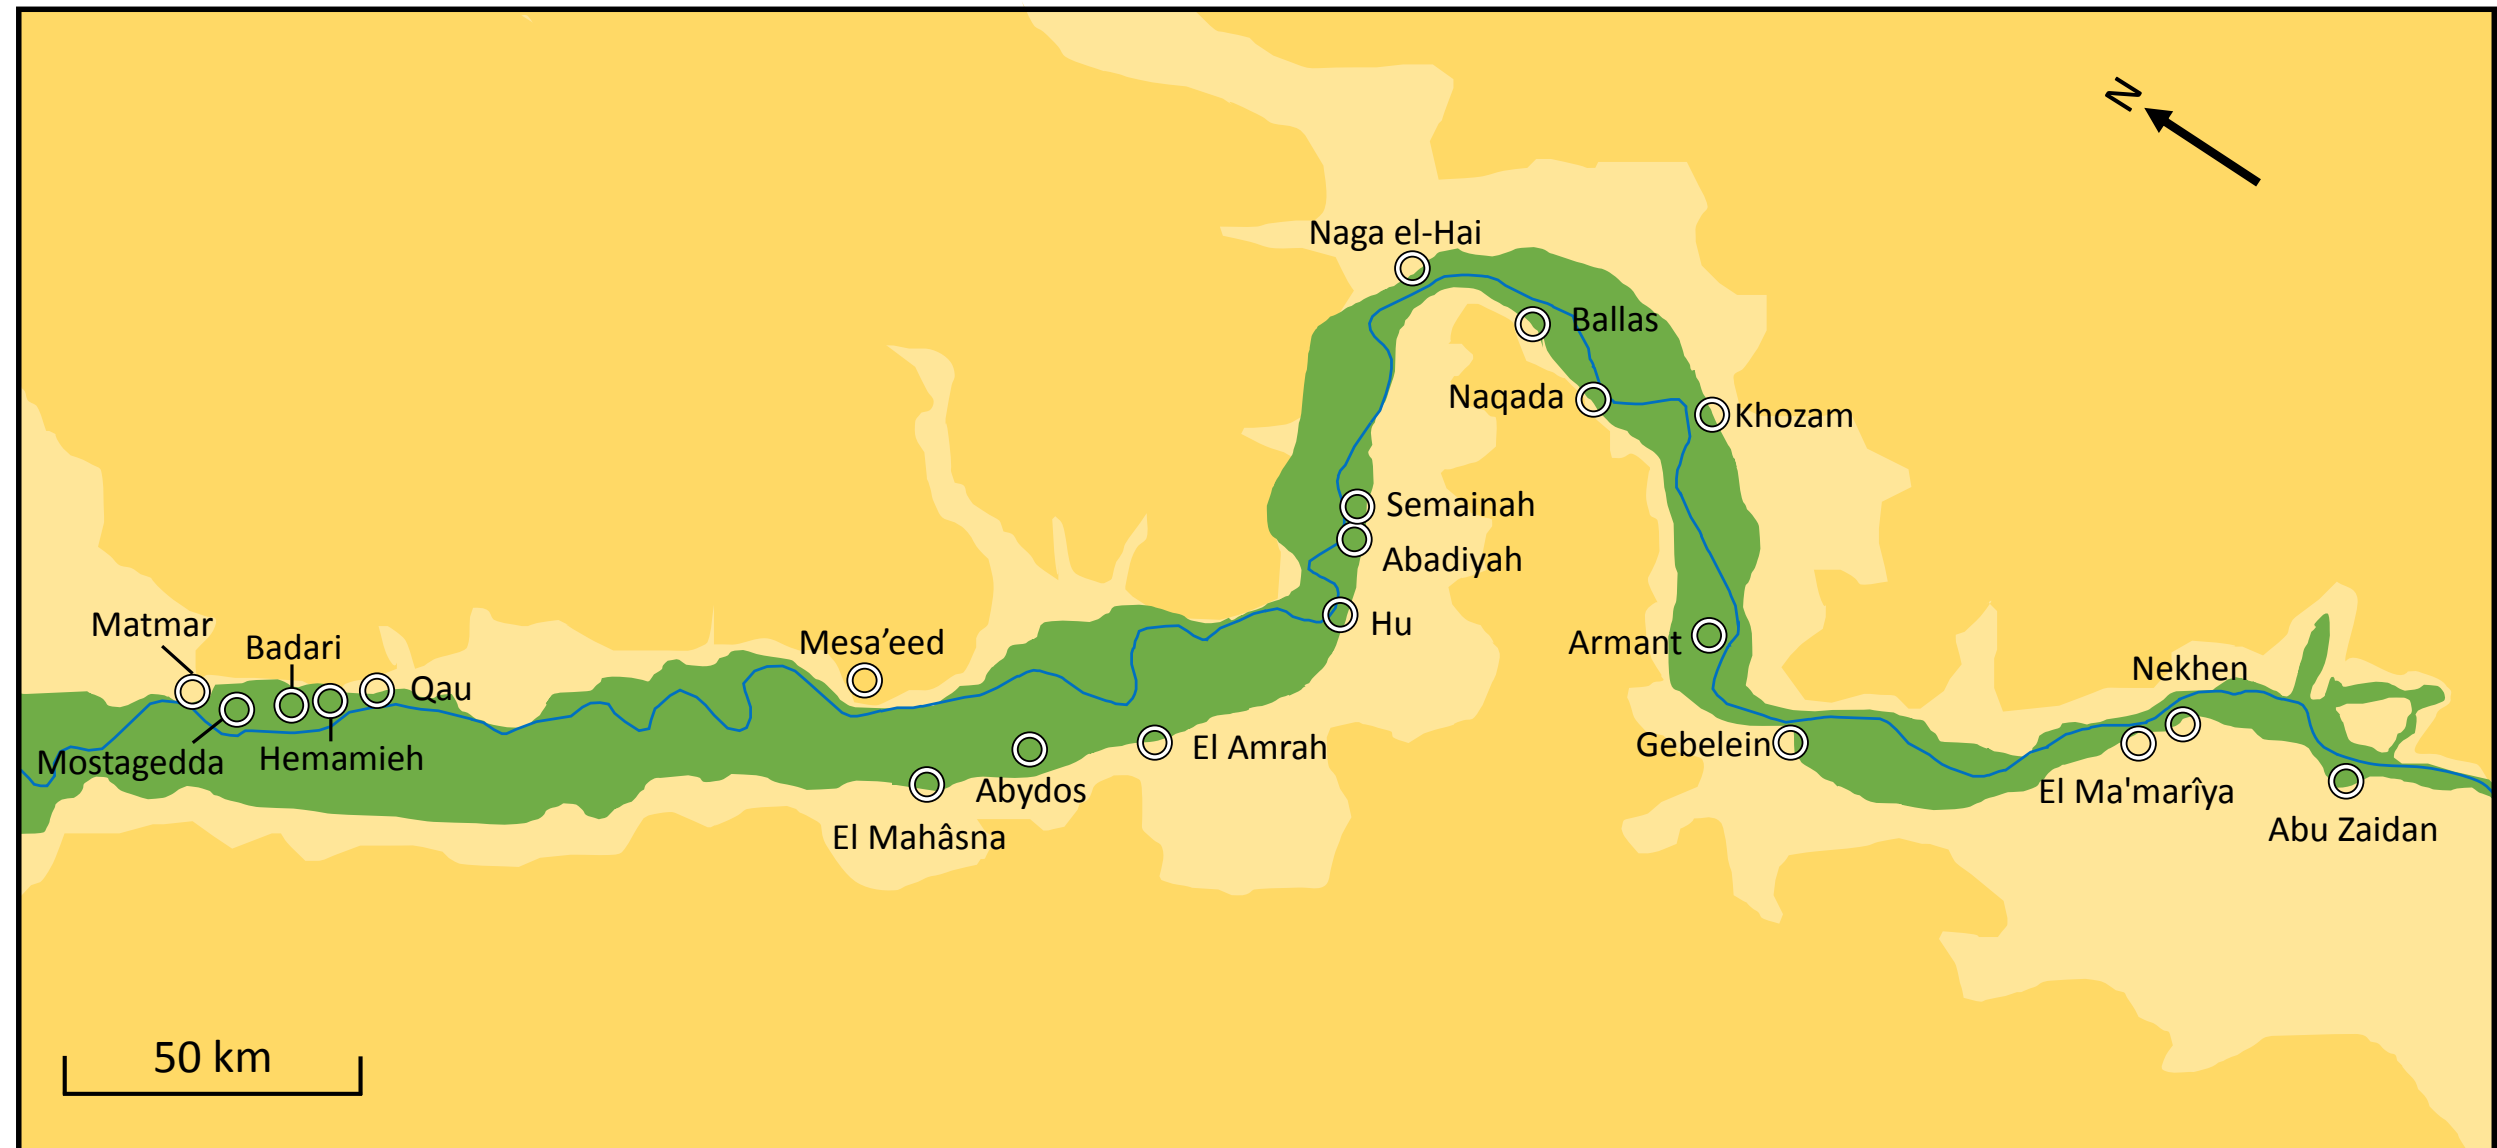 N
Naga el-Hai
Ballas
Naqada
Khozam
Semainah
Abadiyah
Hu
Matmar
Badari
Mesa’eed
Armant
Nekhen
Qau
Mostagedda
Hemamieh
El Amrah
Gebelein
Abydos
El Ma'marîya
El Mahâsna
Abu Zaidan
50 km